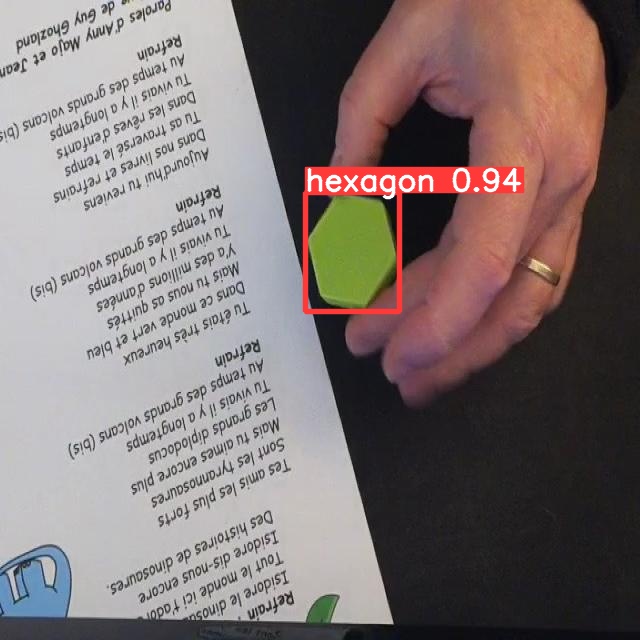 hexagon 0.94
Refrain
Isidore le
Tout le monde ici
Isidore dis-nous encore
Des histoires de dinosaures.
Tes amis les plus forts
Sont les tyrannosaures
Mais tu aimes encore plus
Les grands diplodocus
Tu vivais il y a longtemps
Au temps des grands volcans (bis)
Refrain
Tu étais très heureux
Dans ce monde vert et bleu
Mais tu nous as quittés
Y'a des millions d'années
Tu vivais il y a longtemps
Au temps des grands volcans (bis)
Refrain
Aujourd'hui tu reviens
Dans nos livres et refrains
Tu as traversé le temps
Dans les rêves d'enfants
Tu vivais il y a longtemps
Au temps des grands volcans (bis)
Refrain
Paroles d'Anny Majo et Jean
de Guy Ghozland